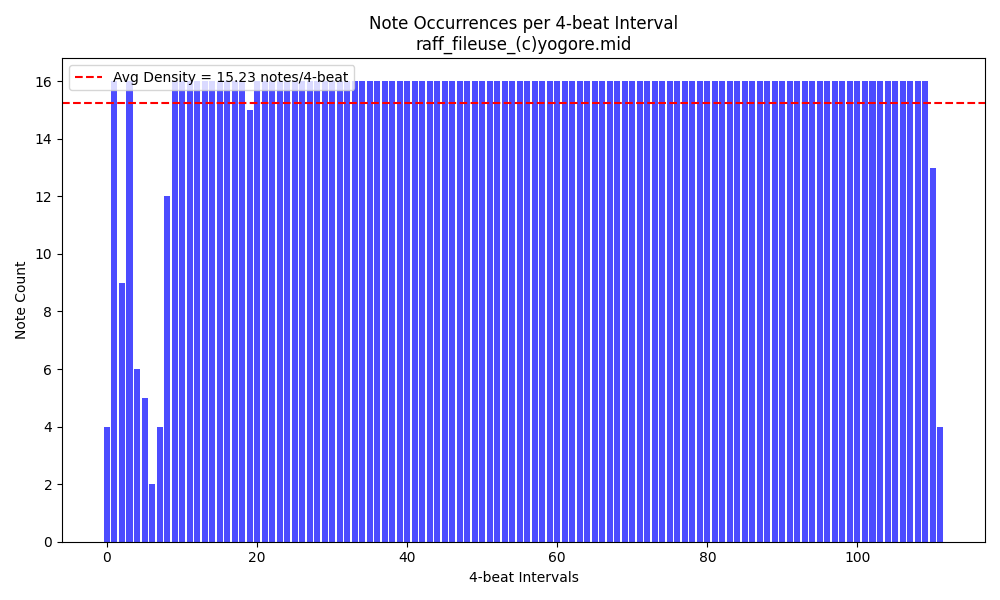 Note Occurrences per 4-beat Interval
raff_fileuse_(c)yogore.mid
Avg Density = 15.23 notes/4-beat
Note Count
16
14
12
10
8
6
4
2
0
0 20 40 60 80 100
4-beat Intervals